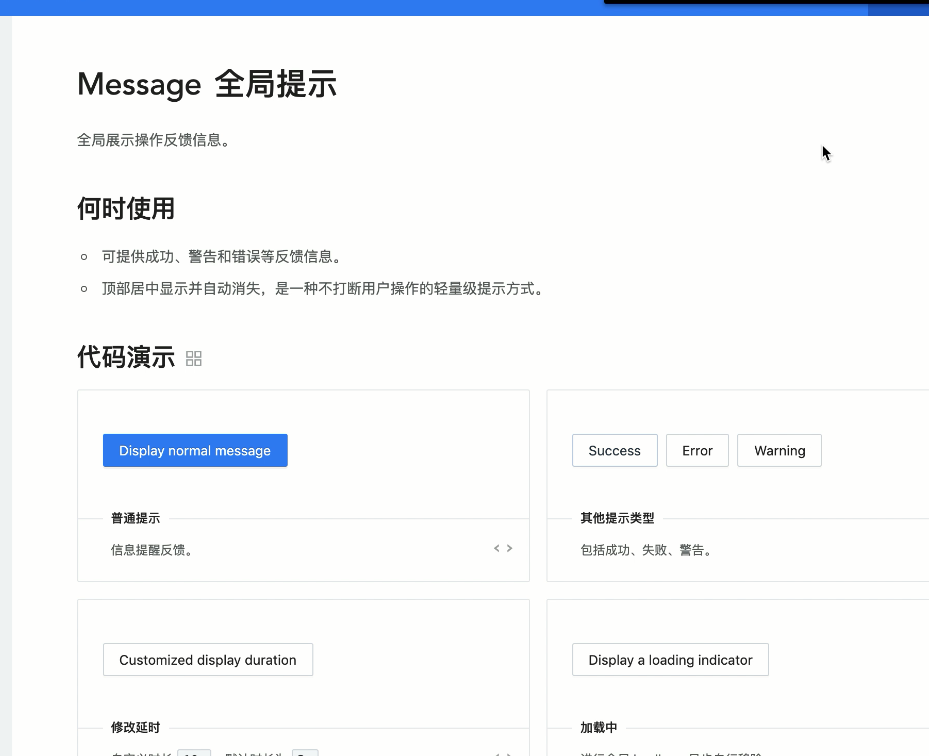 Message 全局提示
全局展示操作反馈信息。
何时使用
可提供成功、警告和错误等反馈信息。
顶部居中显示并自动消失，是一种不打断用户操作的轻量级提示方式。
代码演示
Display normal message
普通提示
信息提醒反馈。
Success Error Warning
其他提示类型
包括成功、失败、警告。
Customized display duration
修改延时
Display a loading indicator
加载中